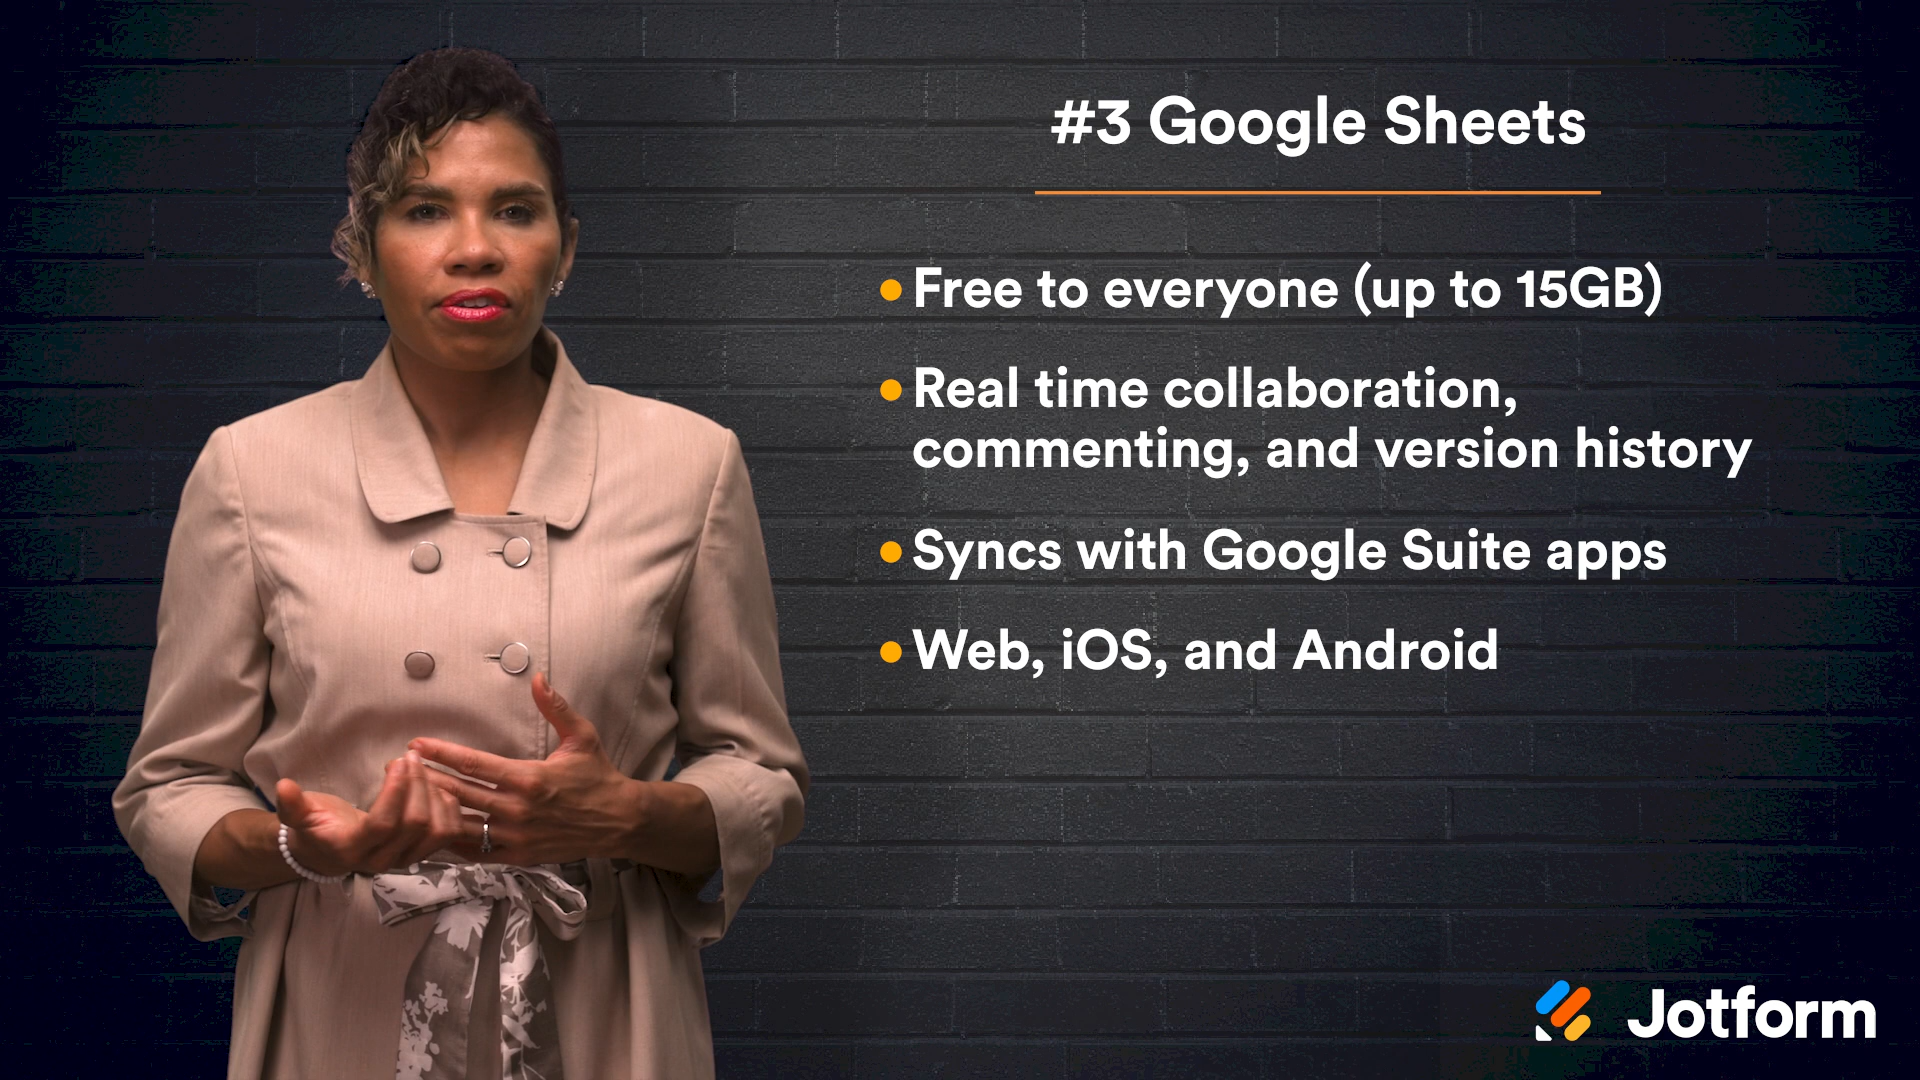 #3 Google Sheets
Free to everyone (up to 15GB)
Real time collaboration,
commenting, and version history
Syncs with Google Suite apps
Web, iOS, and Android
Jotform